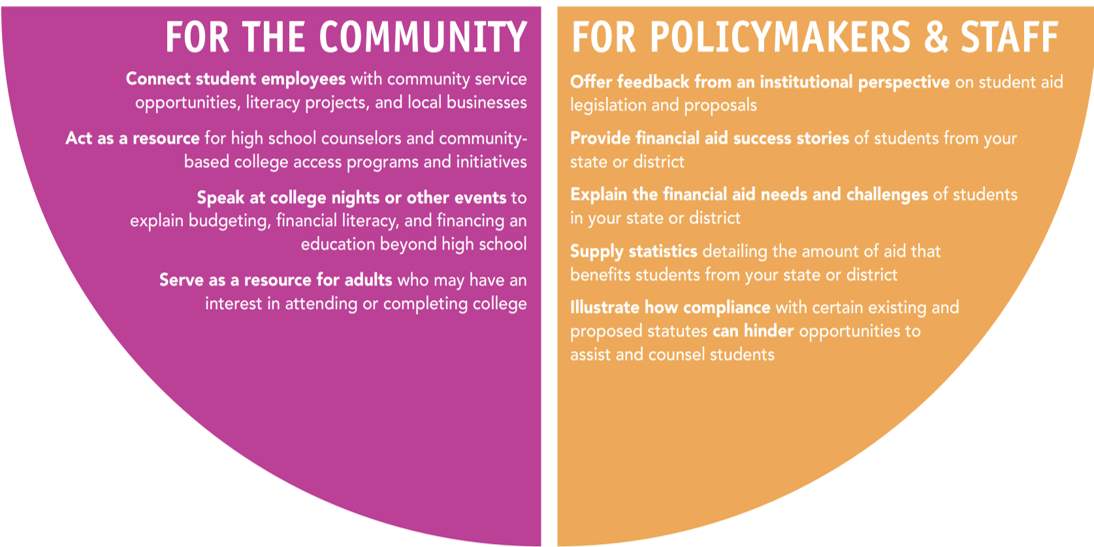 FOR THE COMMUNITY
Connect student employees with community service
opportunities, literacy projects, and local businesses
Act as a resource for high school counselors and community-
based college access programs and initiatives
Speak at college nights or other events to
explain budgeting, financial literacy, and financing an
education beyond high school
Serve as a resource for adults who may have an
interest in attending or completing college
FOR POLICYMAKERS & STAFF
Offer feedback from an institutional perspective on student aid
legislation and proposals
Provide financial aid success stories of students from your
state or district
Explain the financial aid needs and challenges of students
in your state or district
Supply statistics detailing the amount of aid that
benefits students from your state or district
Illustrate how compliance with certain existing and
proposed statutes can hinder opportunities to
assist and counsel students